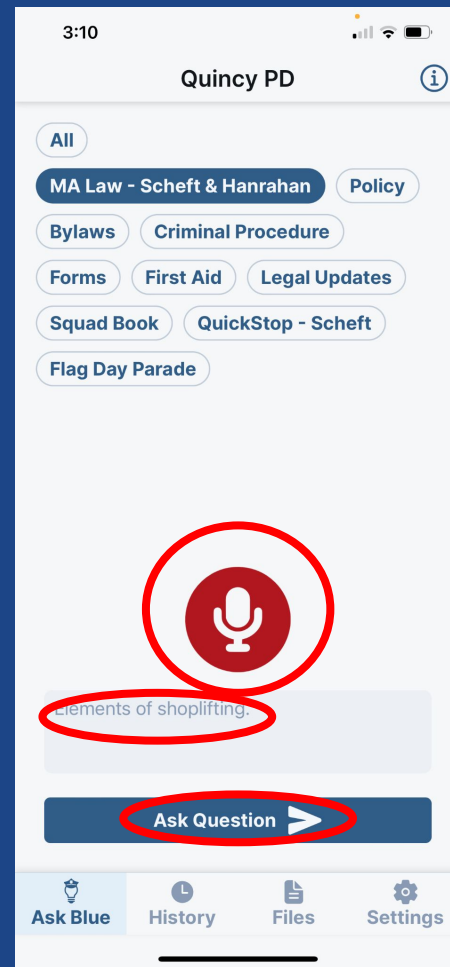 3:10
Quincy PD
All
MA Law - Scheft & Hanrahan Policy
Bylaws Criminal Procedure
Forms First Aid Legal Updates
Squad Book QuickStop - Scheft
Flag Day Parade
Elements of shoplifting.
Ask Question
Ask Blue History Files Settings